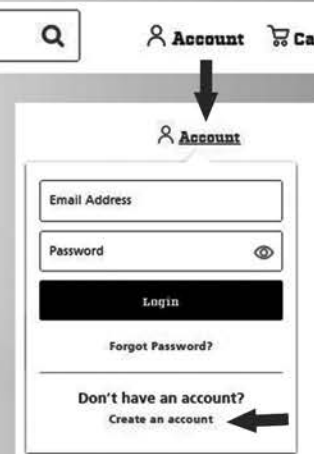 Account Ca
Account
Email Address
Password
Login
Forgot Password?
Don't have an account?
Create an account